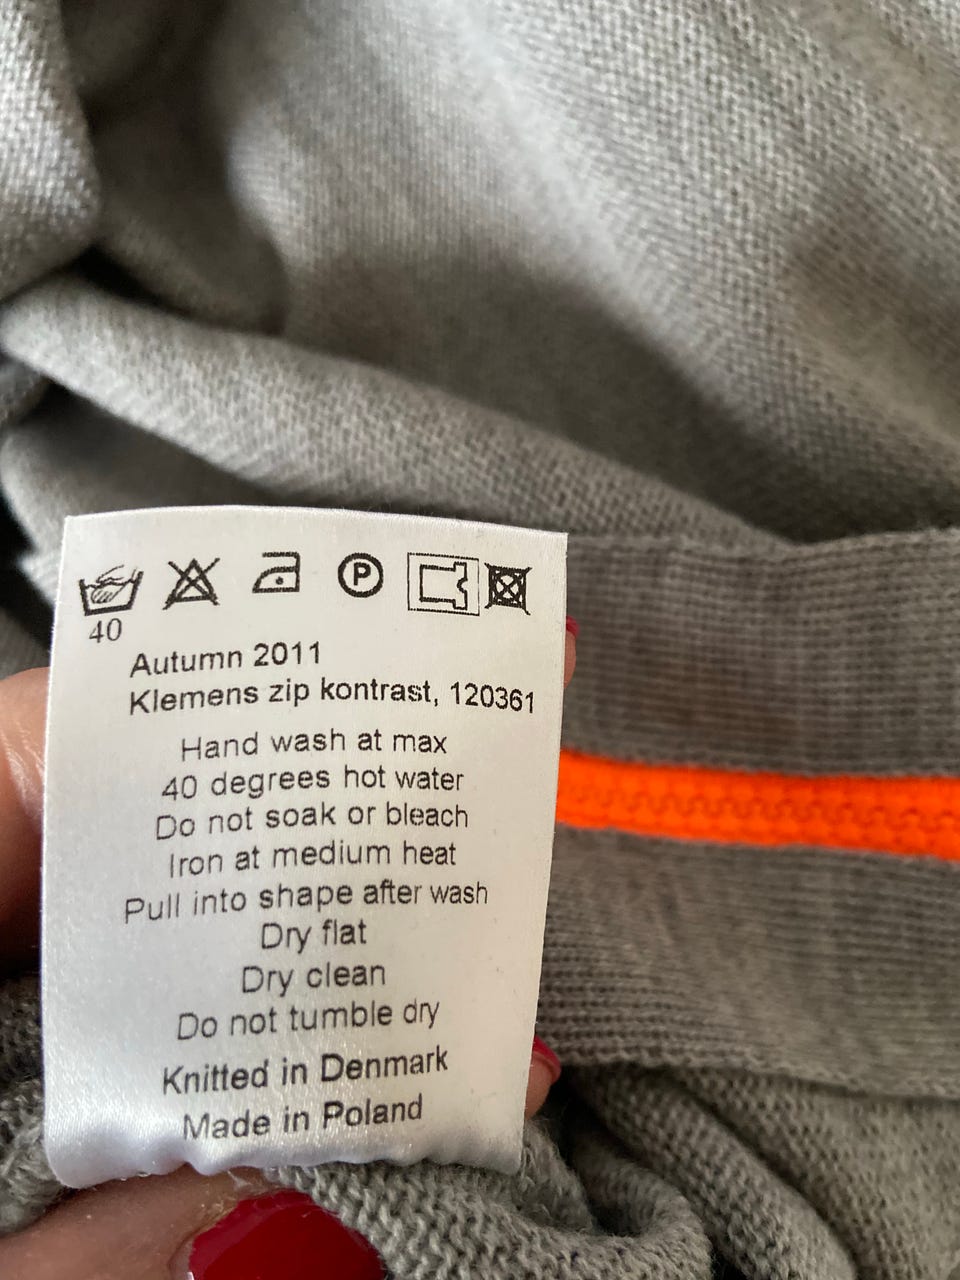 P
40
Autumn 2011
Klemens zip kontrast, 120361
Hand wash at max
40 degrees hot water
Do not soak or bleach
Iron at medium heat
Pull into shape after wash
Dry flat
Dry clean
Do not tumble dry
Knitted in Denmark
Made in Poland